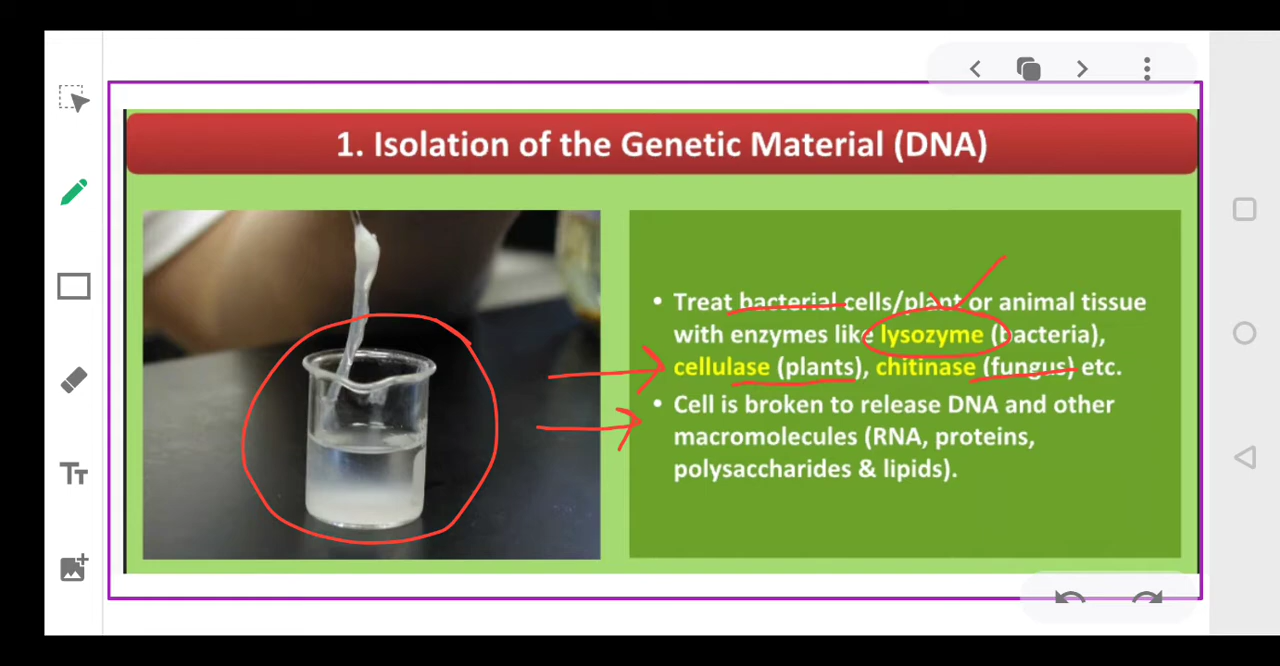 1. Isolation of the Genetic Material (DNA)
• Treat bacterial cells/plant or animal tissue
with enzymes like lysozyme (bacteria),
cellulase (plants), chitinase (fungus) etc.
• Cell is broken to release DNA and other
macromolecules (RNA, proteins,
polysaccharides & lipids).
TT